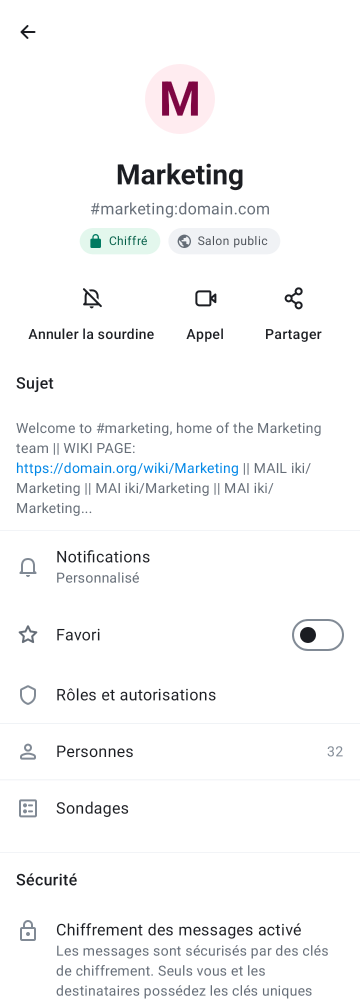 M
Marketing
#marketing:domain.com
Chiffré Salon public
Annuler la sourdine Appel Partager
Sujet
Welcome to #marketing, home of the Marketing
team || WIKI PAGE:
https://domain.org/wiki/Marketing || MAIL iki/
Marketing || MAI iki/Marketing || MAI iki/
Marketing...
Notifications
Personnalisé
Favori
Rôles et autorisations
Personnes 32
Sondages
Sécurité
Chiffrement des messages activé
Les messages sont sécurisés par des clés
de chiffrement. Seuls vous et les
destinataires possédez les clés uniques